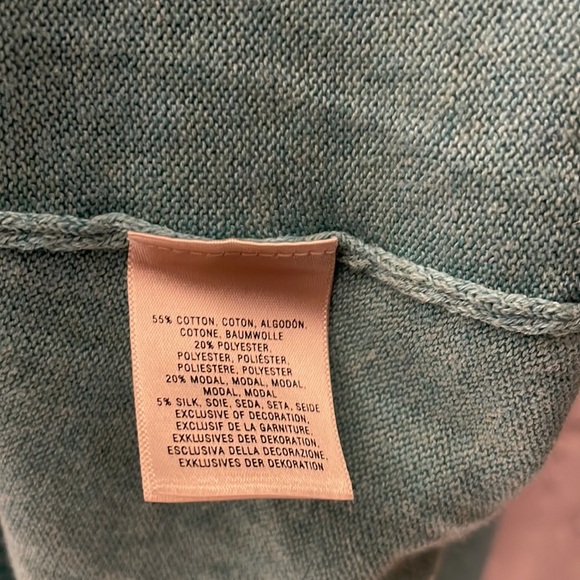 55% COTTON, COTON, ALGODÓN,
COTONE, BAUMWOLLE
20% POLYESTER,
POLYESTER, POLIÉSTER,
POLIESTERE, POLYESTER
20% MODAL, MODAL, MODAL,
MODAL, MODAL
5% SILK, SOIE, SEDA, SETA, SEIDE
EXCLUSIVE OF DECORATION,
EXCLUSIF DE LA GARNITURE,
EXKLUSIVES DER DEKORATION,
ESCLUSIVA DELLA DECORAZIONE,
EXKLUSIVES DER DEKORATION